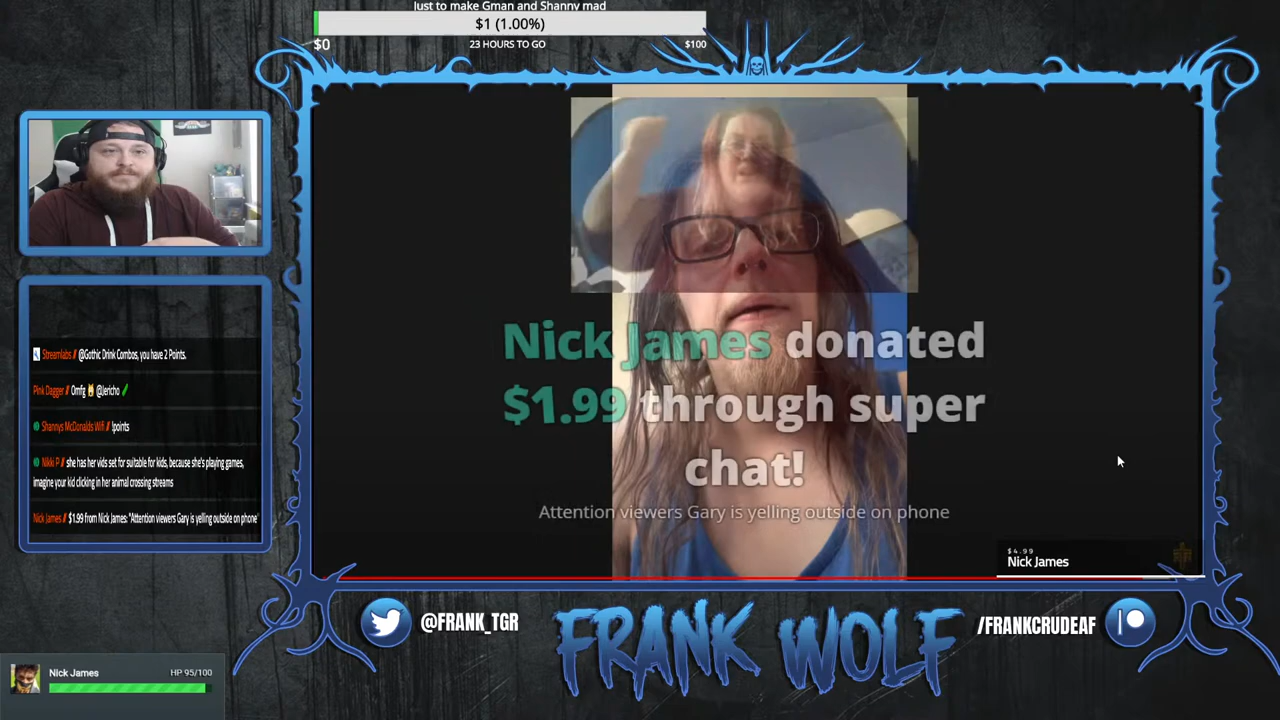 Just to make Gman and Shanny mad
$1 (1.00%)
$0
23 HOURS TO GO
$100
Streamlabs // @Gothic Drink Combos, you have 2 Points.
Pink Dagger // Omfg @Jericho
Shannys McDonalds Wifi // !points
Nikki P // she has her vids set for suitable for kids, because she's playing games,
imagine your kid clicking in her animal crossing streams
Nick James // $1.99 from Nick James: "Attention viewers Gary is yelling outside on phone"
Nick James donated
$1.99 through super
chat!
Attention viewers Gary is yelling outside on phone
$4.99
Nick James
@FRANK_TGR
FRANK WOLF
/FRANKCRUDEAF
Nick James
HP 95/100